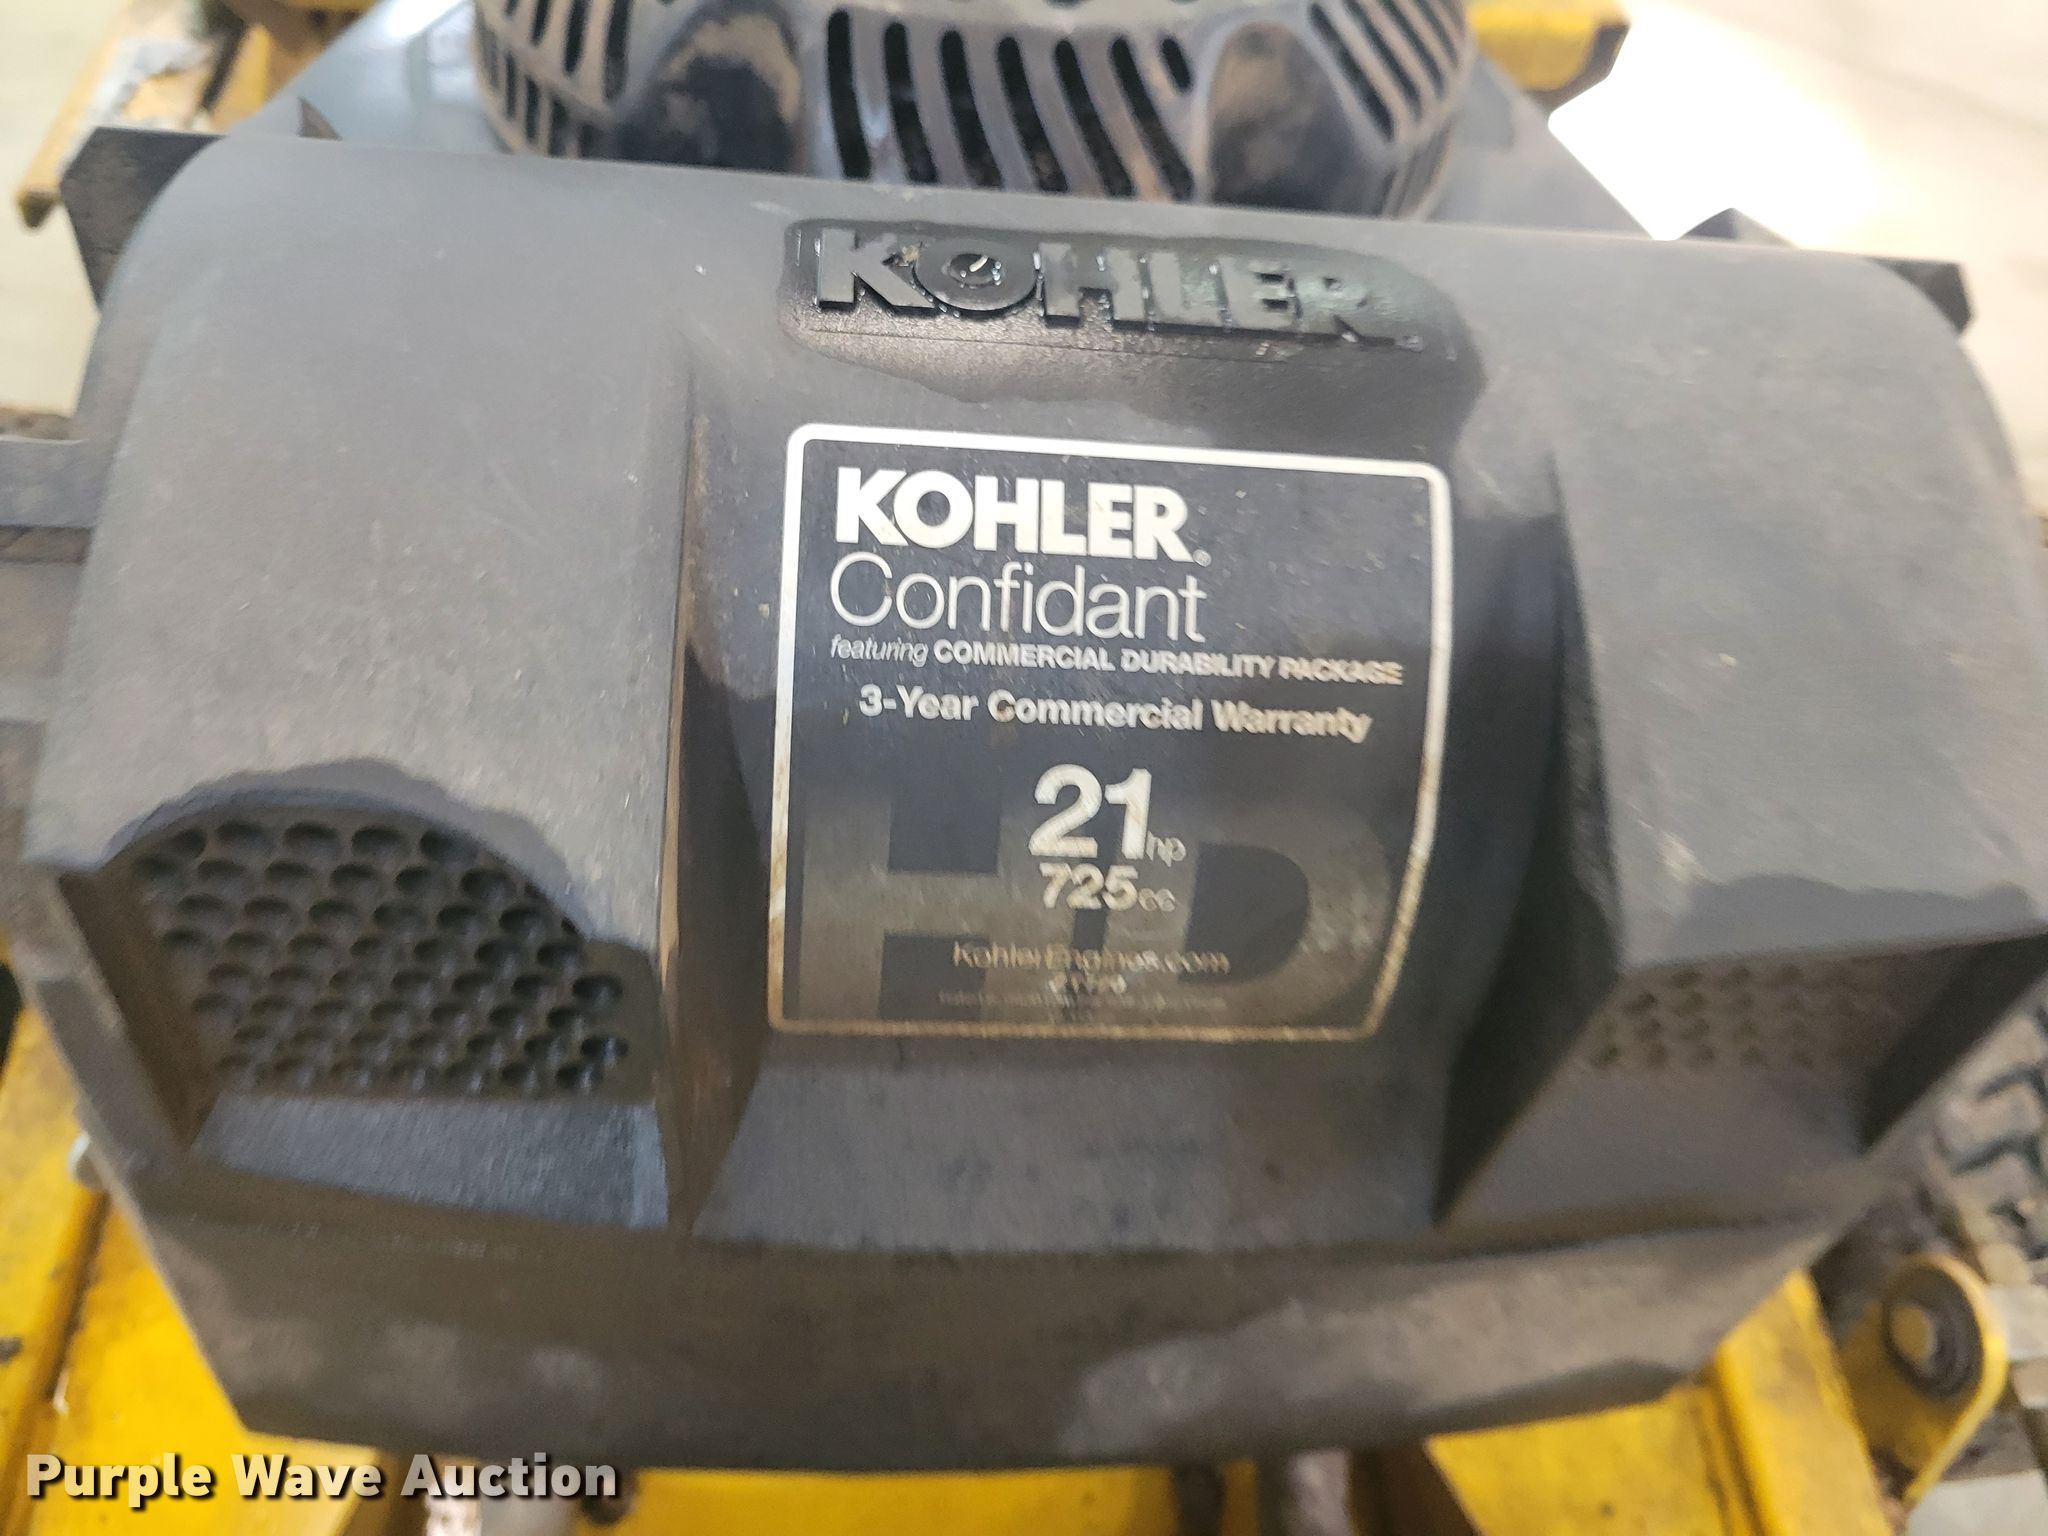 KOHLER
KOHLER®
Confidant
featuring COMMERCIAL DURABILITY PACKAGE
3-Year Commercial Warranty
21hp
725cc
HD
KohlerEngines.com
Purple Wave Auction